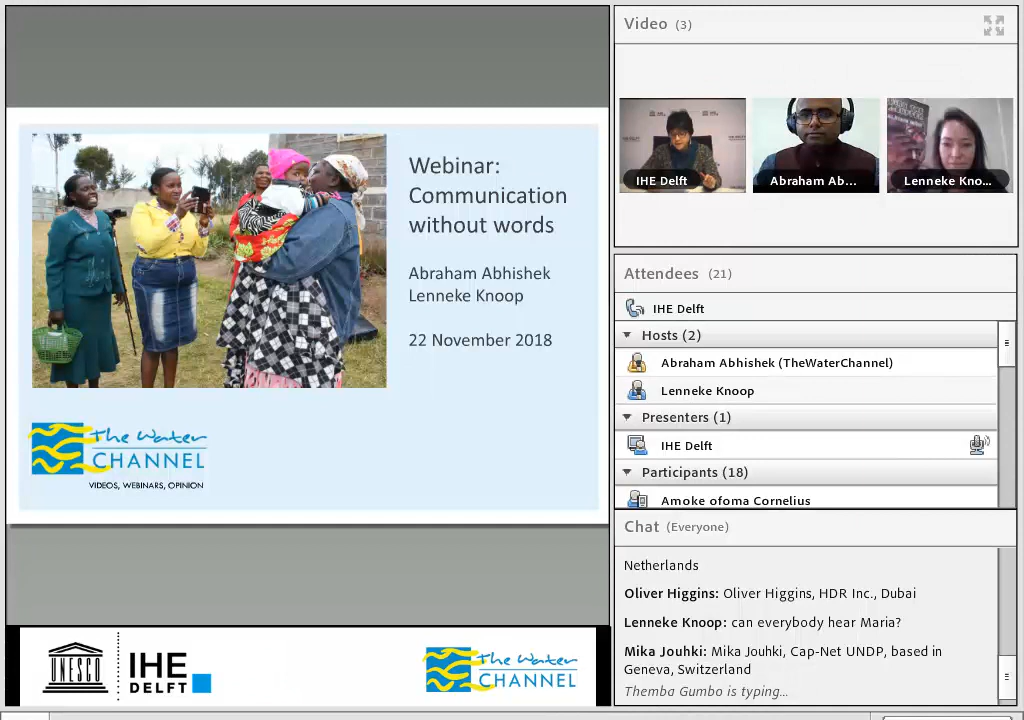 Webinar:
Communication
without words
Abraham Abhishek
Lenneke Knoop
22 November 2018
The Water
CHANNEL
VIDEOS, WEBINARS, OPINION
UNESCO
IHE
DELFT
The Water
CHANNEL
Video (3)
IHE Delft
Abraham Ab...
Lenneke Kno...
Attendees (21)
IHE Delft
Hosts (2)
Abraham Abhishek (TheWaterChannel)
Lenneke Knoop
Presenters (1)
IHE Delft
Participants (18)
Amoke ofoma Cornelius
Chat (Everyone)
Netherlands
Oliver Higgins: Oliver Higgins, HDR Inc., Dubai
Lenneke Knoop: can everybody hear Maria?
Mika Jouhki: Mika Jouhki, Cap-Net UNDP, based in
Geneva, Switzerland
Themba Gumbo is typing...